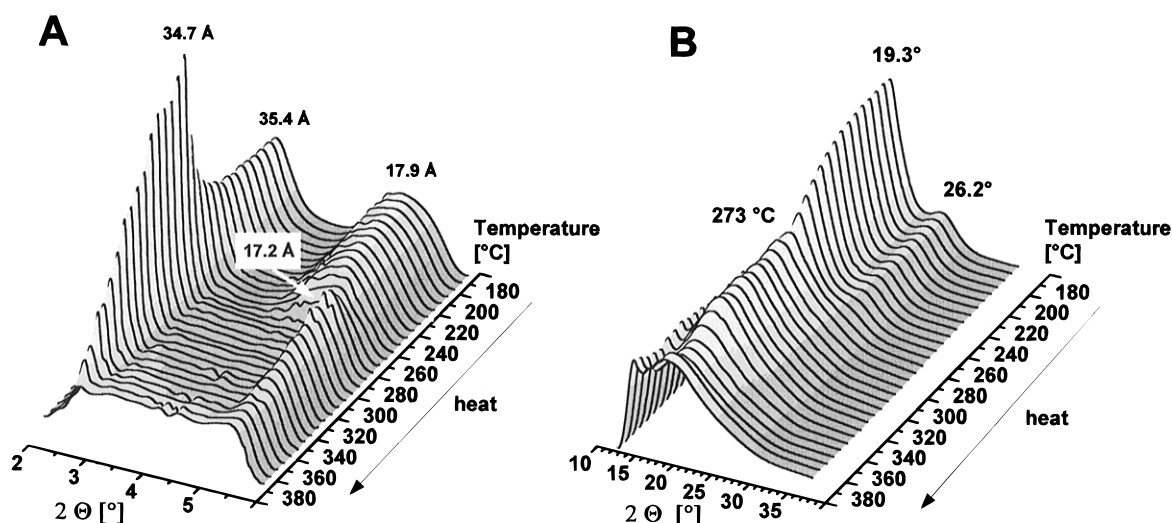 A
34.7 Å
35.4 Å
17.9 Å
17.2 Å
Temperature
[°C]
180
200
220
240
260
280
300
320
340
360
380
heat
2
3
4
5
2 Θ [°]
B
19.3°
26.2°
273 °C
Temperature
[°C]
180
200
220
240
260
280
300
320
340
360
380
heat
10
15
20
25
30
35
2 Θ [°]